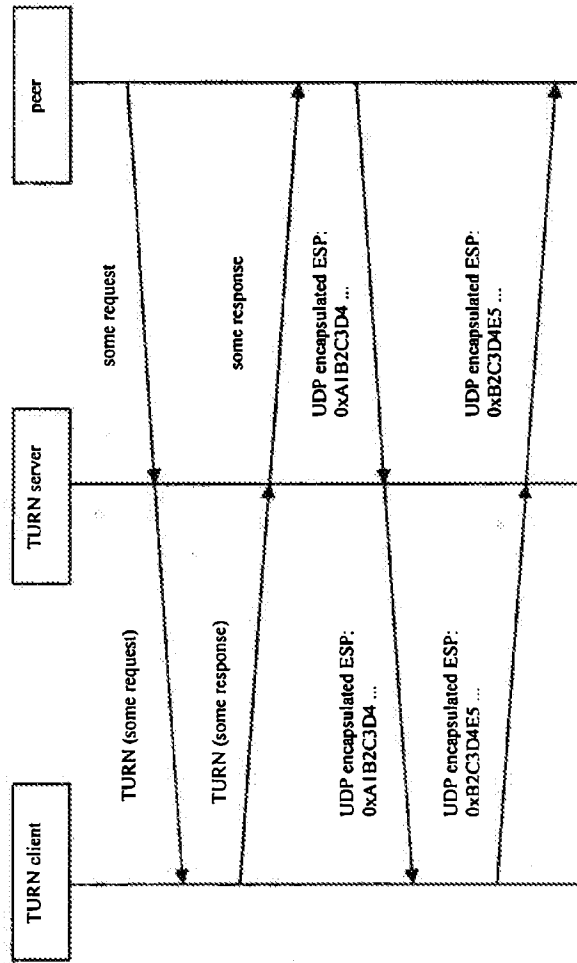 TURN client
TURN server
peer
TURN (some request)
some request
TURN (some response)
some response
UDP encapsulated ESP:
0xA1B2C3D4 ...
UDP encapsulated ESP:
0xA1B2C3D4 ...
UDP encapsulated ESP:
0xB2C3D4E5 ...
UDP encapsulated ESP:
0xB2C3D4E5 ...